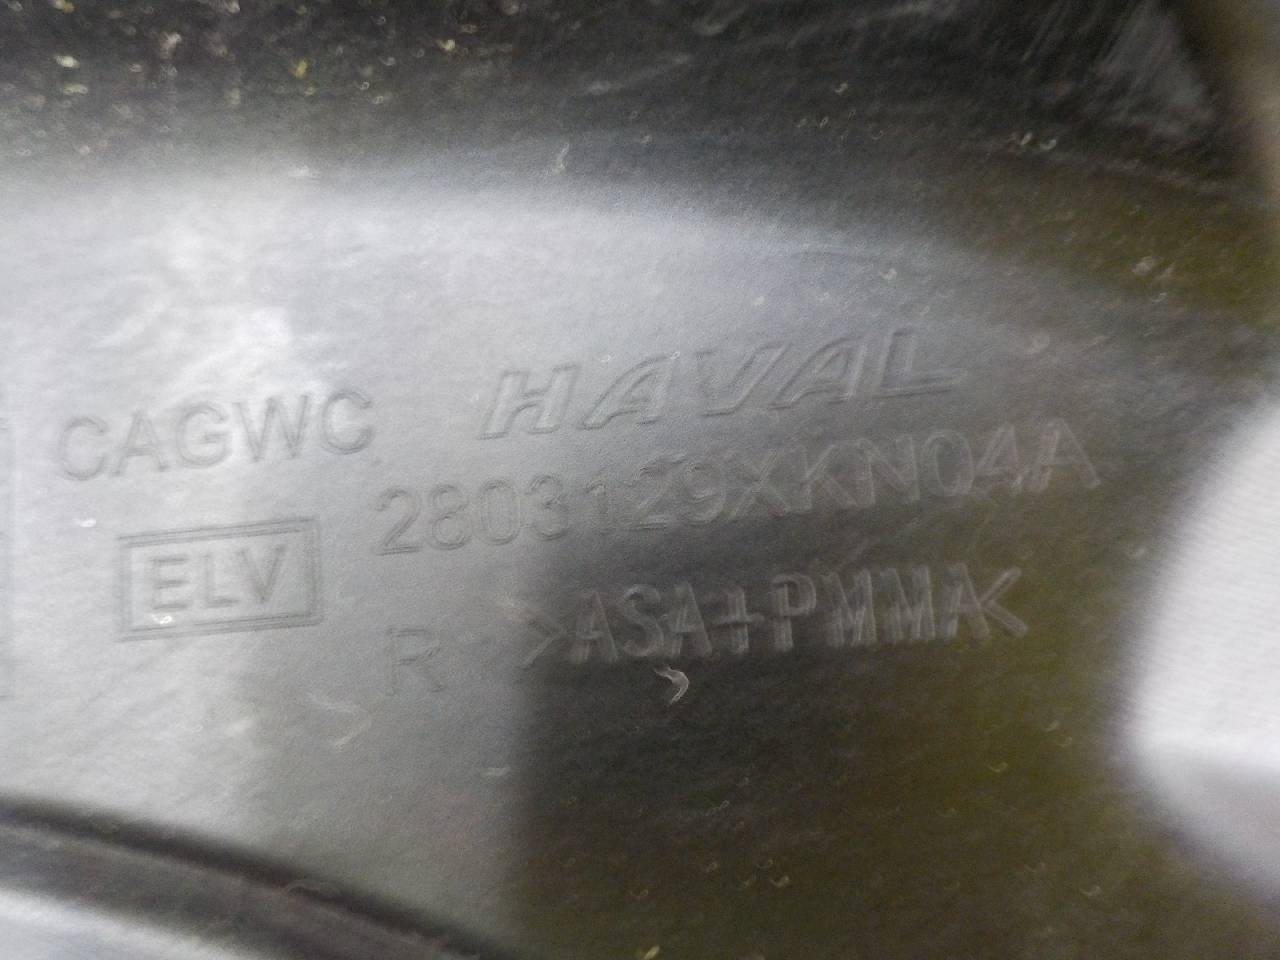 CAGWC HAVAL
2803129XKN04A
ELV
R >ASA+PMMA<